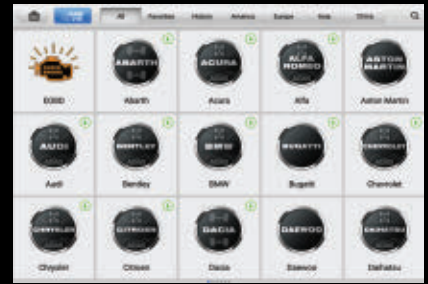 All Favorites History America Europe Asia China
ABARTH ACURA ALFA ROMEO ASTON MARTIN
EOBD Abarth Acura Alfa Aston Martin
AUDI BENTLEY BMW BUGATTI CHEVROLET
Audi Bentley BMW Bugatti Chevrolet
CHRYSLER CITROEN DACIA DAEWOO DAIHATSU
Chrysler Citroen Dacia Daewoo Daihatsu